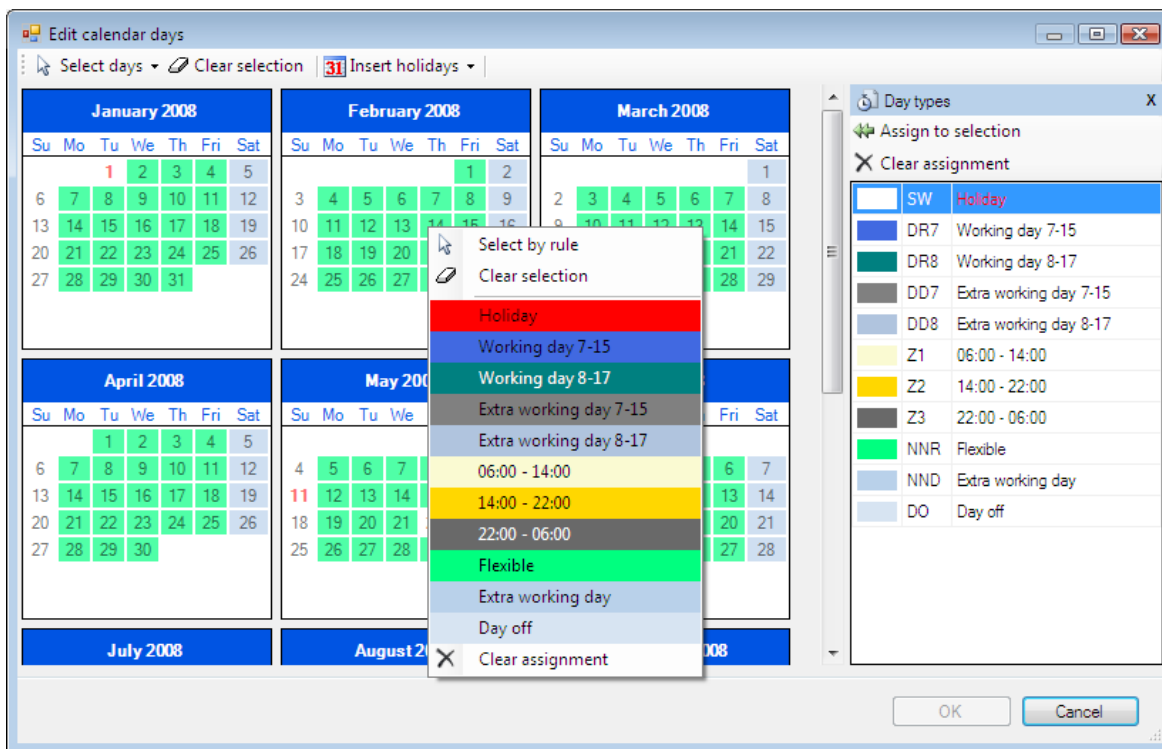 Edit calendar days
Select days Clear selection 31 Insert holidays
January 2008
Su Mo Tu We Th Fri Sat
1 2 3 4 5
6 7 8 9 10 11 12
13 14 15 16 17 18 19
20 21 22 23 24 25 26
27 28 29 30 31
February 2008
Su Mo Tu We Th Fri Sat
1 2
3 4 5 6 7 8 9
10 11 12 13 14 15 16
17 18 19 20
24 25 26 27
March 2008
Su Mo Tu We Th Fri Sat
1
2 3 4 5 6 7 8
9 10 11 12 13 14 15
21 22
28 29
April 2008
Su Mo Tu We Th Fri Sat
1 2 3 4 5
6 7 8 9 10 11 12
13 14 15 16 17 18 19
20 21 22 23 24 25 26
27 28 29 30
May 200
Su Mo Tu We
4 5 6 7
11 12 13 14
18 19 20 21
25 26 27 28
Fri Sat
6 7
13 14
20 21
27 28
July 2008
August 2
008
Select by rule
Clear selection
Holiday
Working day 7-15
Working day 8-17
Extra working day 7-15
Extra working day 8-17
06:00 - 14:00
14:00 - 22:00
22:00 - 06:00
Flexible
Extra working day
Day off
Clear assignment
Day types X
Assign to selection
Clear assignment
SW Holiday
DR7 Working day 7-15
DR8 Working day 8-17
DD7 Extra working day 7-15
DD8 Extra working day 8-17
Z1 06:00 - 14:00
Z2 14:00 - 22:00
Z3 22:00 - 06:00
NNR Flexible
NND Extra working day
DO Day off
OK Cancel